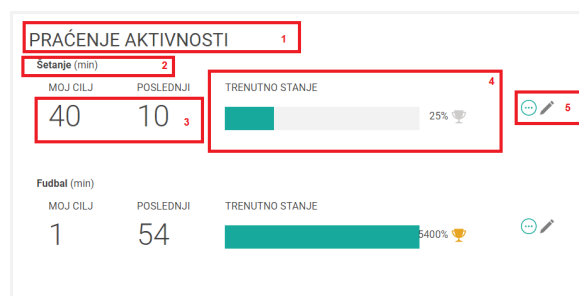 PRAĆENJE AKTIVNOSTI 1
Šetanje (min) 2
MOJ CILJ POSLEDNJI TRENUTNO STANJE 4
40 10 3 25% 5
Fudbal (min)
MOJ CILJ POSLEDNJI TRENUTNO STANJE
1 54 5400%